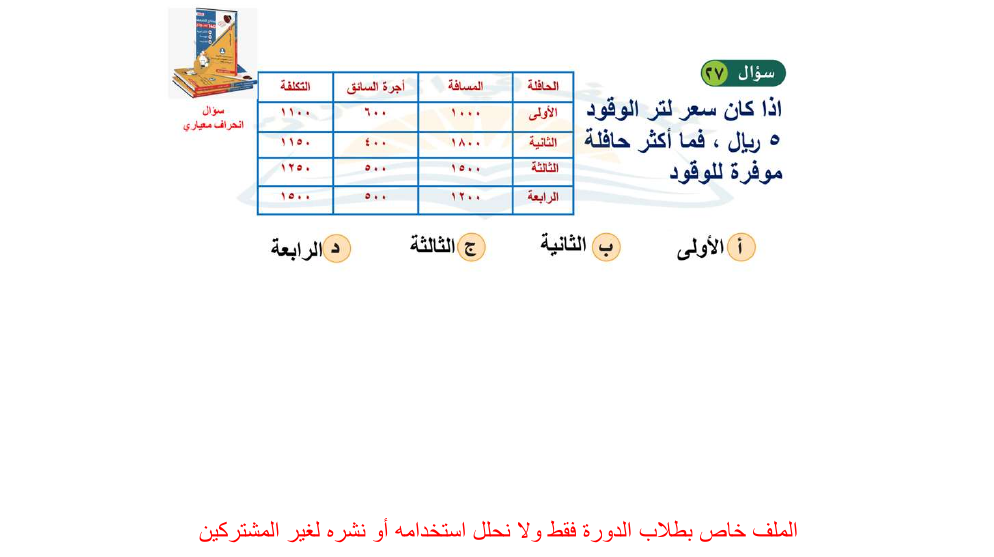 سؤال ٢٧
اذا كان سعر لتر الوقود
٥ ريال ، فما أكثر حافلة
موفرة للوقود
الحافلة المسافة أجرة السائق التكلفة
الأولى ١٠٠٠ ٦٠٠ ١١٠٠
الثانية ١٨٠٠ ٤٠٠ ١١٥٠
الثالثة ١٥٠٠ ٥٠٠ ١٢٥٠
الرابعة ١٢٠٠ ٥٠٠ ١٥٠٠
سؤال
انحراف معياري
أ الأولى ب الثانية ج الثالثة د الرابعة
الملف خاص بطلاب الدورة فقط ولا نحلل استخدامه أو نشره لغير المشتركين